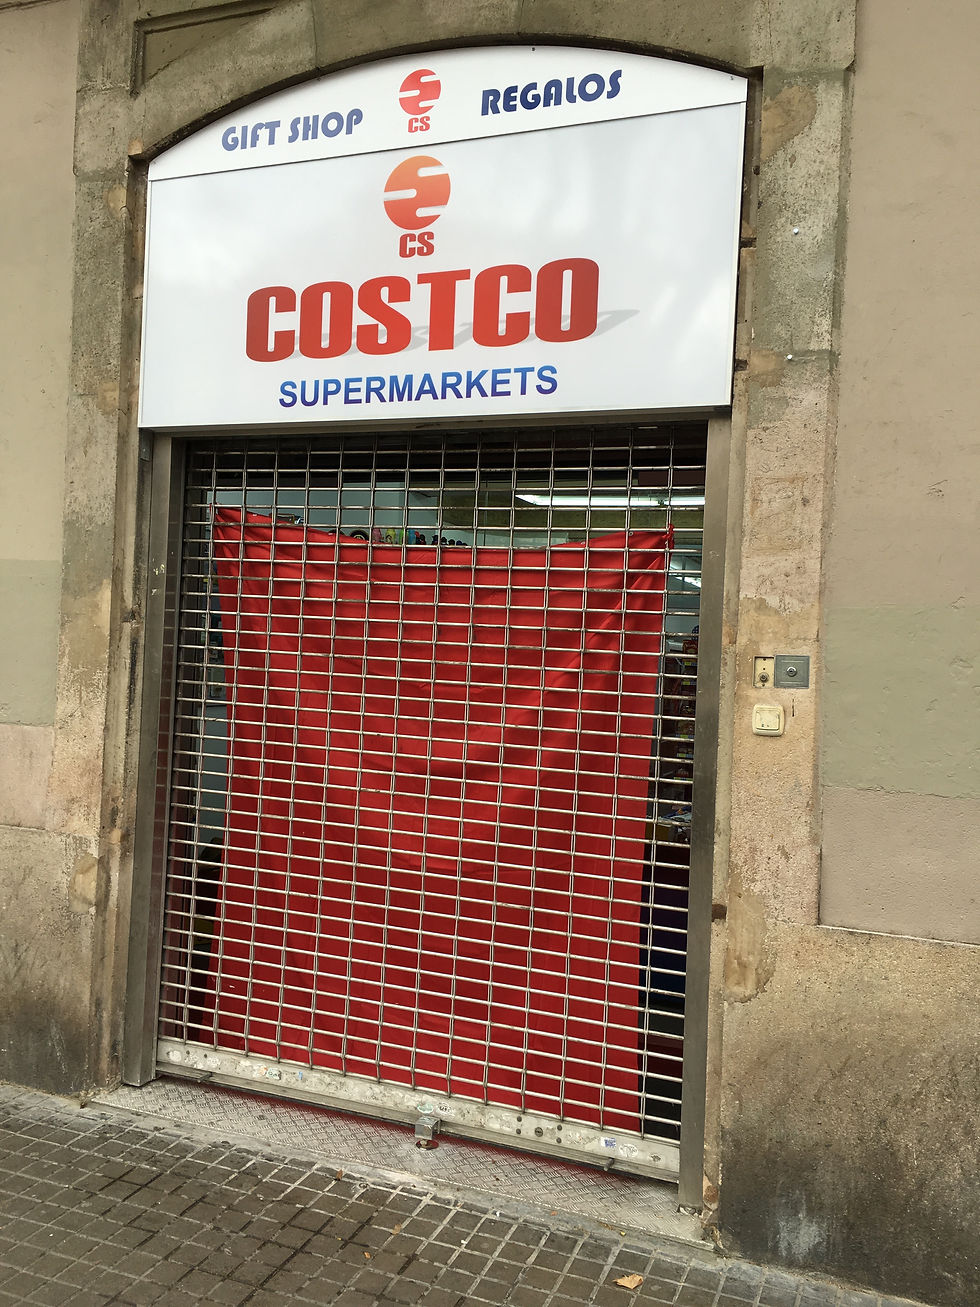 GIFT SHOP CS REGALOS
CS
COSTCO
SUPERMARKETS